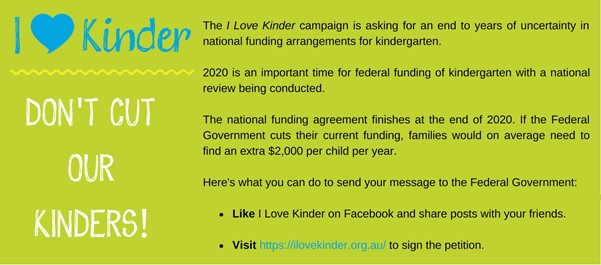 I Kinder
DON'T CUT
OUR
KINDERS!
The I Love Kinder campaign is asking for an end to years of uncertainty in
national funding arrangements for kindergarten.
2020 is an important time for federal funding of kindergarten with a national
review being conducted.
The national funding agreement finishes at the end of 2020. If the Federal
Government cuts their current funding, families would on average need to
find an extra $2,000 per child per year.
Here's what you can do to send your message to the Federal Government:
• Like I Love Kinder on Facebook and share posts with your friends.
• Visit https://ilovekinder.org.au/ to sign the petition.